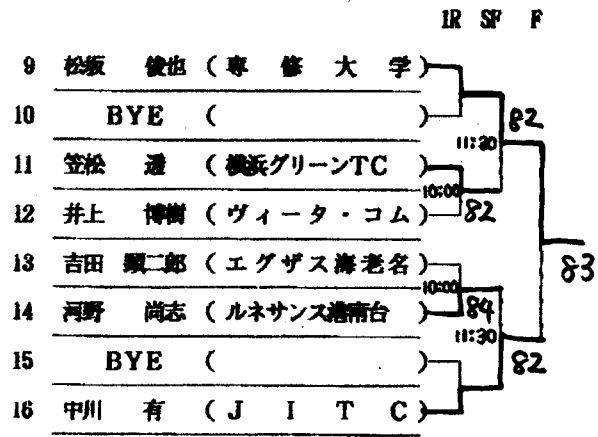 1R SF F
9 松坂 俊也 ( 専 修 大 学 )
82
10 BYE ( )
11:30
11 笠松 透 ( 横浜グリーンTC )
10:00
82
12 井上 博樹 ( ヴィータ・コム )
13 吉田 顕二郎 ( エグザス海老名 )
83
10:00
14 河野 尚志 ( ルネサンス港南台 )
84
11:30
15 BYE ( )
82
16 中川 有 ( J I T C )